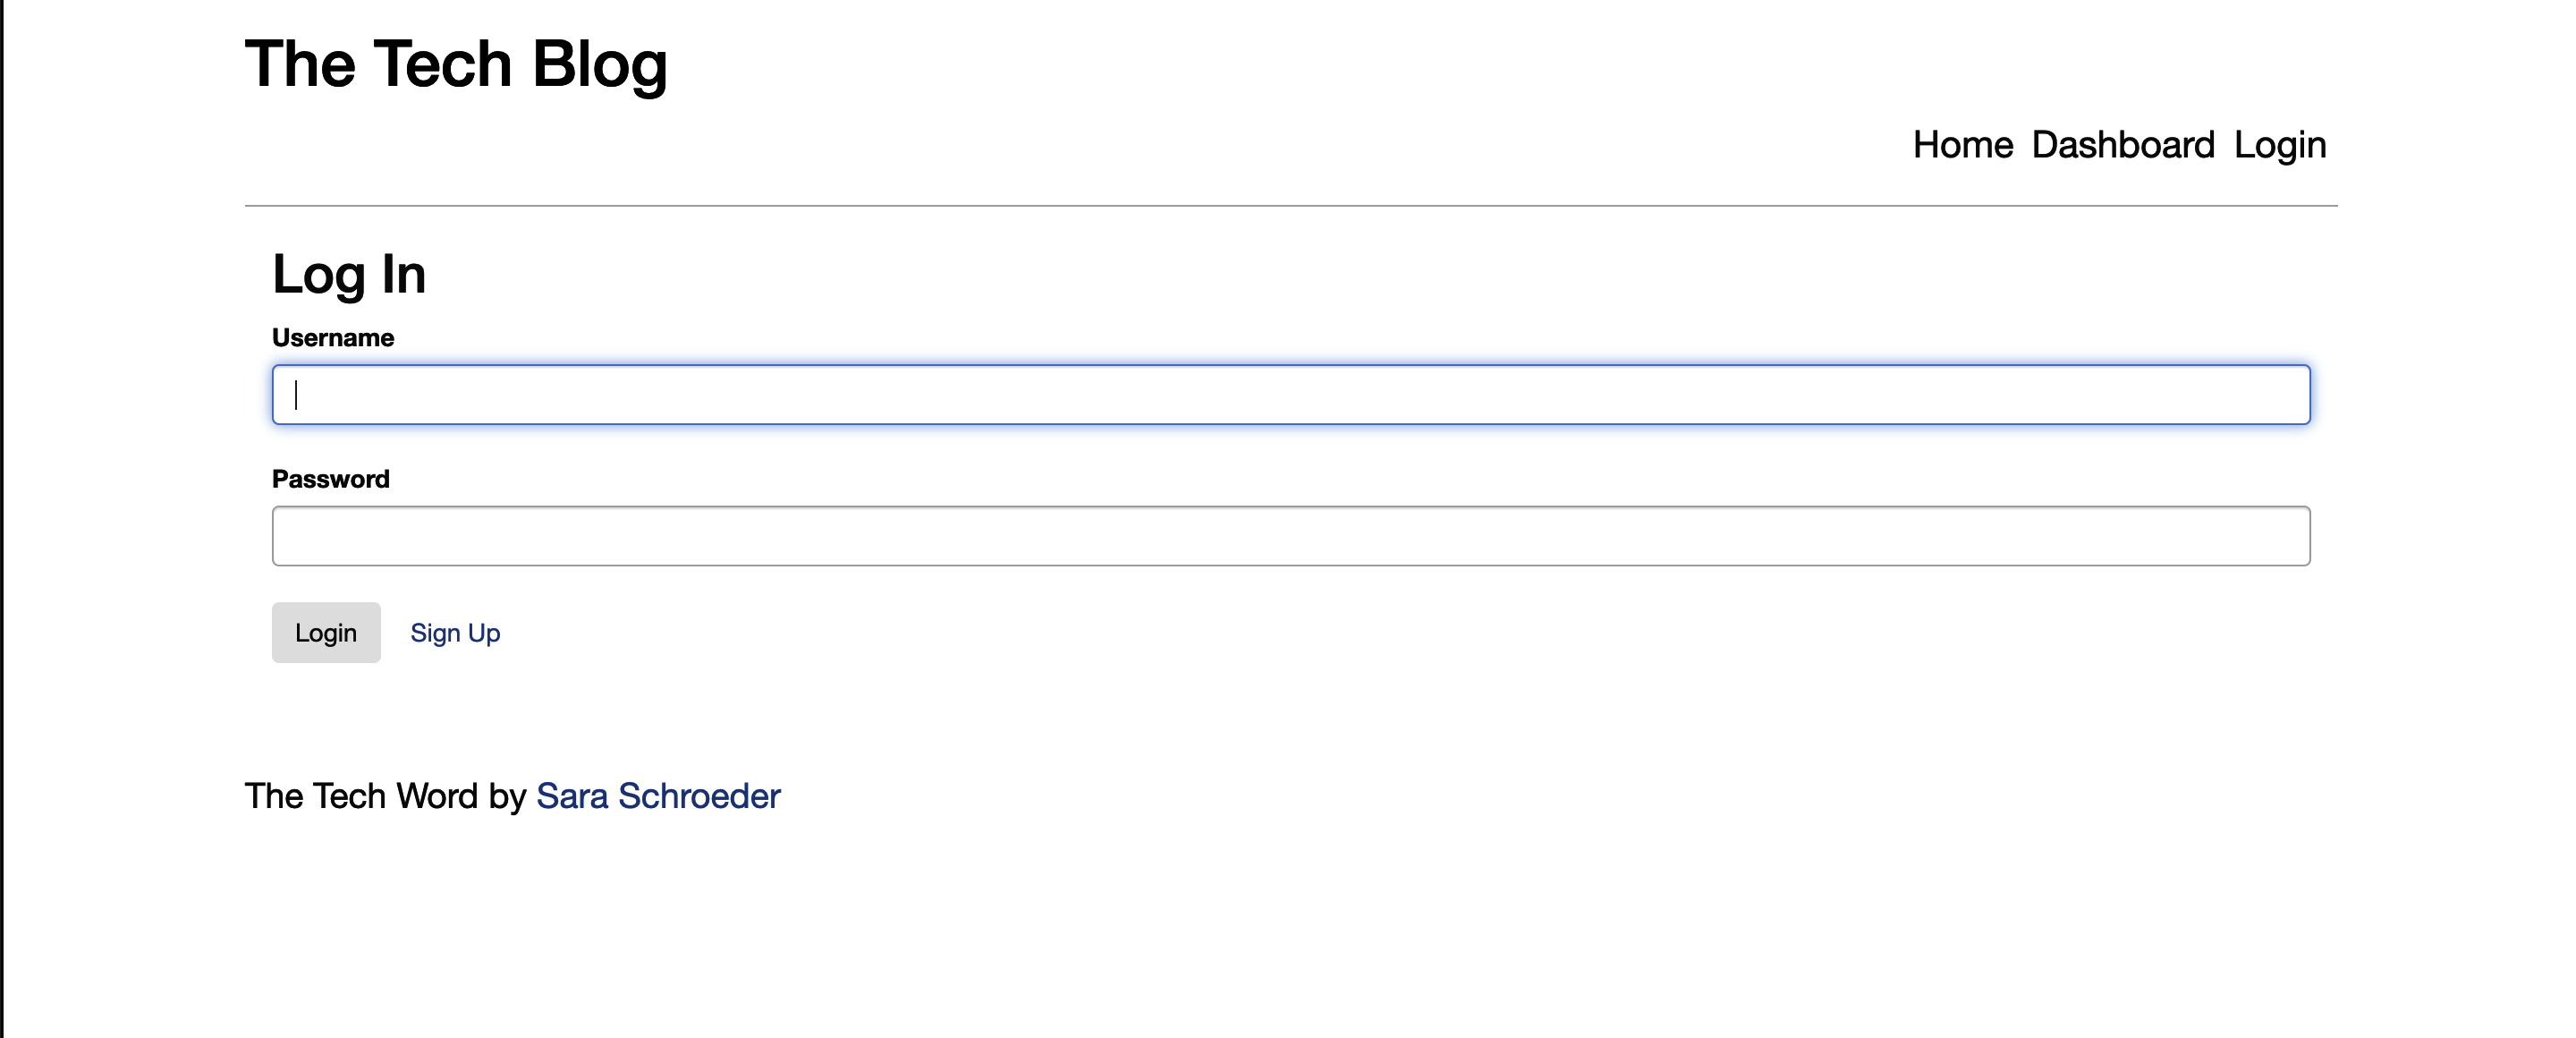 The Tech Blog
Home Dashboard Login
Log In
Username
Password
Login Sign Up
The Tech Word by Sara Schroeder